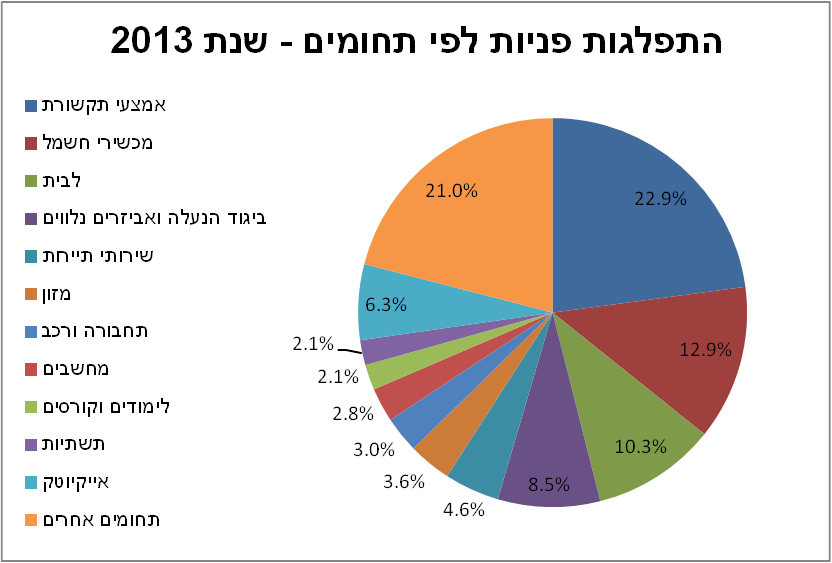 התפלגות פניות לפי תחומים - שנת 2013
אמצעי תקשורת
מכשירי חשמל
לבית
ביגוד הנעלה ואביזרים נלווים
שירותי תיירות
מזון
תחבורה ורכב
מחשבים
לימודים וקורסים
תשתיות
אייקיוטק
תחומים אחרים
22.9%
12.9%
10.3%
8.5%
4.6%
3.6%
3.0%
2.8%
2.1%
2.1%
6.3%
21.0%